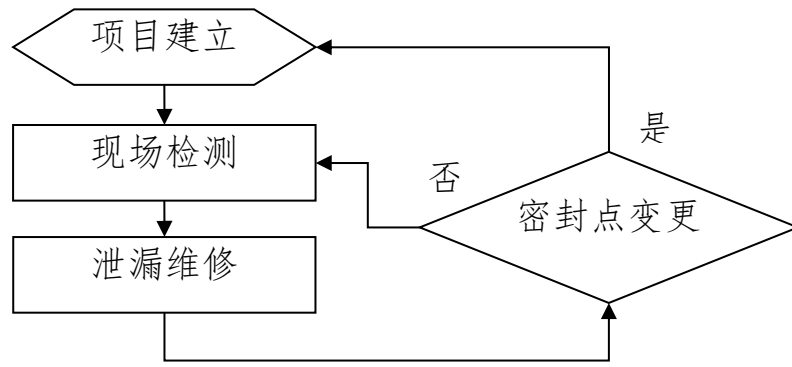 项目建立
是
现场检测
否
密封点变更
泄漏维修